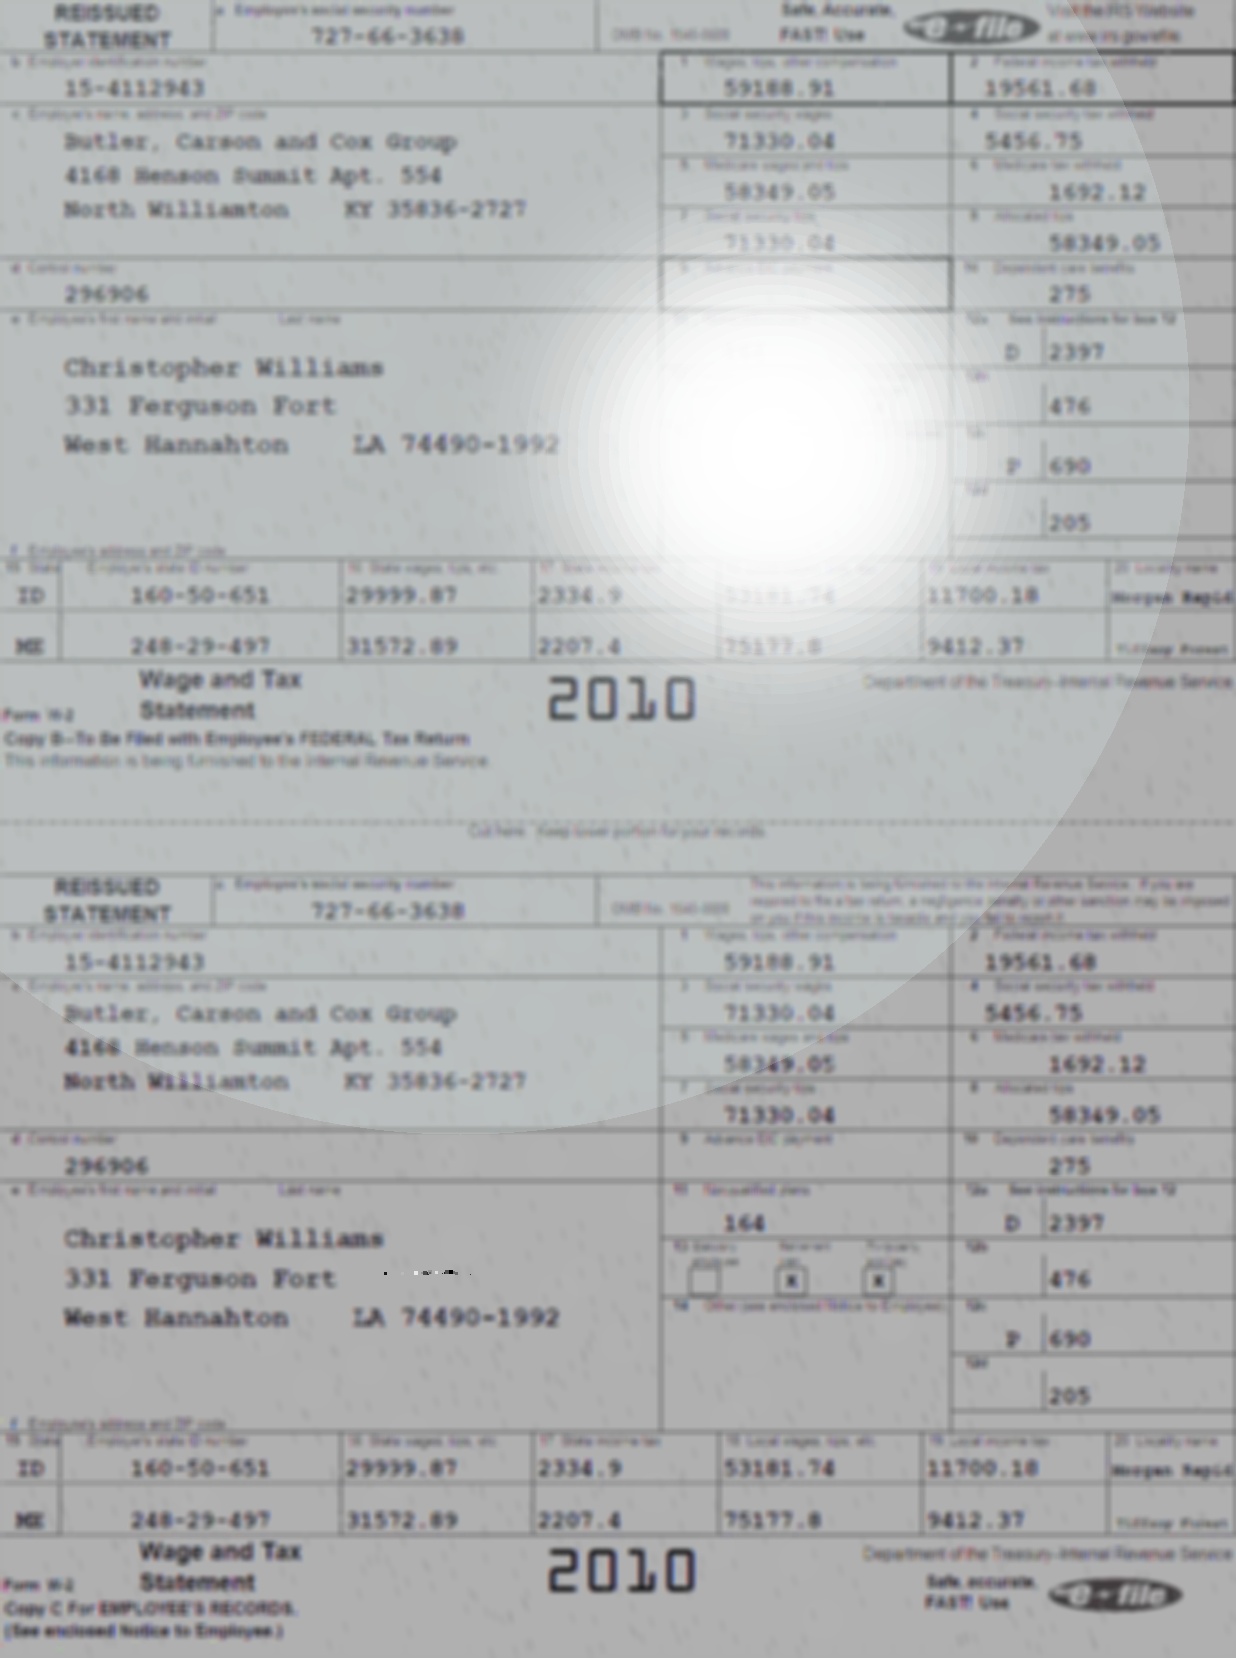 REISSUED STATEMENT
a Employee's social security number
727-66-3638
OMB No. 1545-0008
Safe, Accurate, FAST! Use
e-file
Visit the IRS Website at www.irs.gov/efile
b Employer identification number
15-4112943
1 Wages, tips, other compensation
59188.91
2 Federal income tax withheld
19561.68
c Employer's name, address, and ZIP code
Butler, Carson and Cox Group
4168 Henson Summit Apt. 554
North Williamton KY 35836-2727
3 Social security wages
71330.04
4 Social security tax withheld
5456.75
5 Medicare wages and tips
58349.05
6 Medicare tax withheld
1692.12
7 Social security tips
71330.04
8 Allocated tips
58349.05
d Control number
296906
9 Advance EIC payment
10 Dependent care benefits
275
e Employee's first name and initial Last name
Christopher Williams
331 Ferguson Fort
West Hannahton LA 74490-1992
12a See instructions for box 12
D 2397
12b
476
12c
P 690
12d
205
f Employee's address and ZIP code
15 State Employer's state ID number
16 State wages, tips, etc.
17 State income tax
19 Local income tax
20 Locality name
ID 160-50-651 29999.87 2334.9 53181.74 11700.18 Morgan Rapid
248-29-497 31572.89 2207.4 75177.8 9412.37
Wage and Tax Statement
Form W-2
2010
Department of the Treasury-Internal Revenue Service
Copy B-To Be Filed with Employee's FEDERAL Tax Return
This information is being furnished to the Internal Revenue Service.
Cut here Keep lower portion for your records
REISSUED STATEMENT
a Employee's social security number
727-66-3638
OMB No. 1545-0008
This information is being furnished to the Internal Revenue Service. If you are
required to file a tax return, a negligence penalty or other sanction may be imposed
on you if this income is taxable and you fail to report it.
b Employer identification number
15-4112943
1 Wages, tips, other compensation
59188.91
2 Federal income tax withheld
19561.68
c Employer's name, address, and ZIP code
Butler, Carson and Cox Group
4168 Henson Summit Apt. 554
North Williamton KY 35836-2727
3 Social security wages
71330.04
4 Social security tax withheld
5456.75
5 Medicare wages and tips
58349.05
6 Medicare tax withheld
1692.12
7 Social security tips
71330.04
8 Allocated tips
58349.05
d Control number
296906
9 Advance EIC payment
10 Dependent care benefits
275
e Employee's first name and initial Last name
Christopher Williams
331 Ferguson Fort
West Hannahton LA 74490-1992
11 Nonqualified plans
164
12a See instructions for box 12
D 2397
13 Statutory employee
Retirement plan
X
Third-party sick pay
X
12b
476
14 Other (see enclosed Notice to Employee)
12c
P 690
12d
205
f Employee's address and ZIP code
15 State Employer's state ID number
16 State wages, tips, etc.
17 State income tax
18 Local wages, tips, etc.
19 Local income tax
20 Locality name
ID 160-50-651 29999.87 2334.9 53181.74 11700.18 Morgan Rapid
248-29-497 31572.89 2207.4 75177.8 9412.37
Wage and Tax Statement
Form W-2
2010
Department of the Treasury-Internal Revenue Service
Safe, accurate, FAST! Use
e-file
Copy C For EMPLOYEE'S RECORDS.
(See enclosed Notice to Employee.)